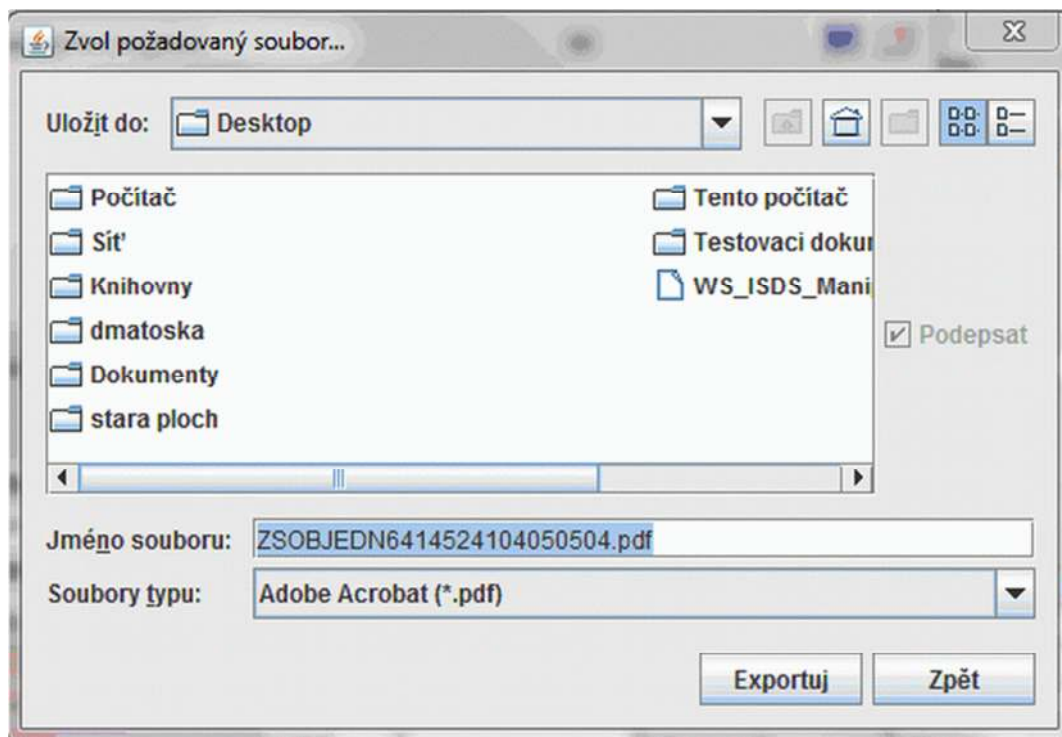 Zvol požadovaný soubor...
Uložit do: Desktop
Počítač
Síť
Knihovny
dmatoska
Dokumenty
stara ploch
Tento počítač
Testovaci dokur
WS_ISDS_Mani
Podepsat
Jméno souboru: ZSOBJEDN6414524104050504.pdf
Soubory typu: Adobe Acrobat (*.pdf)
Exportuj Zpět